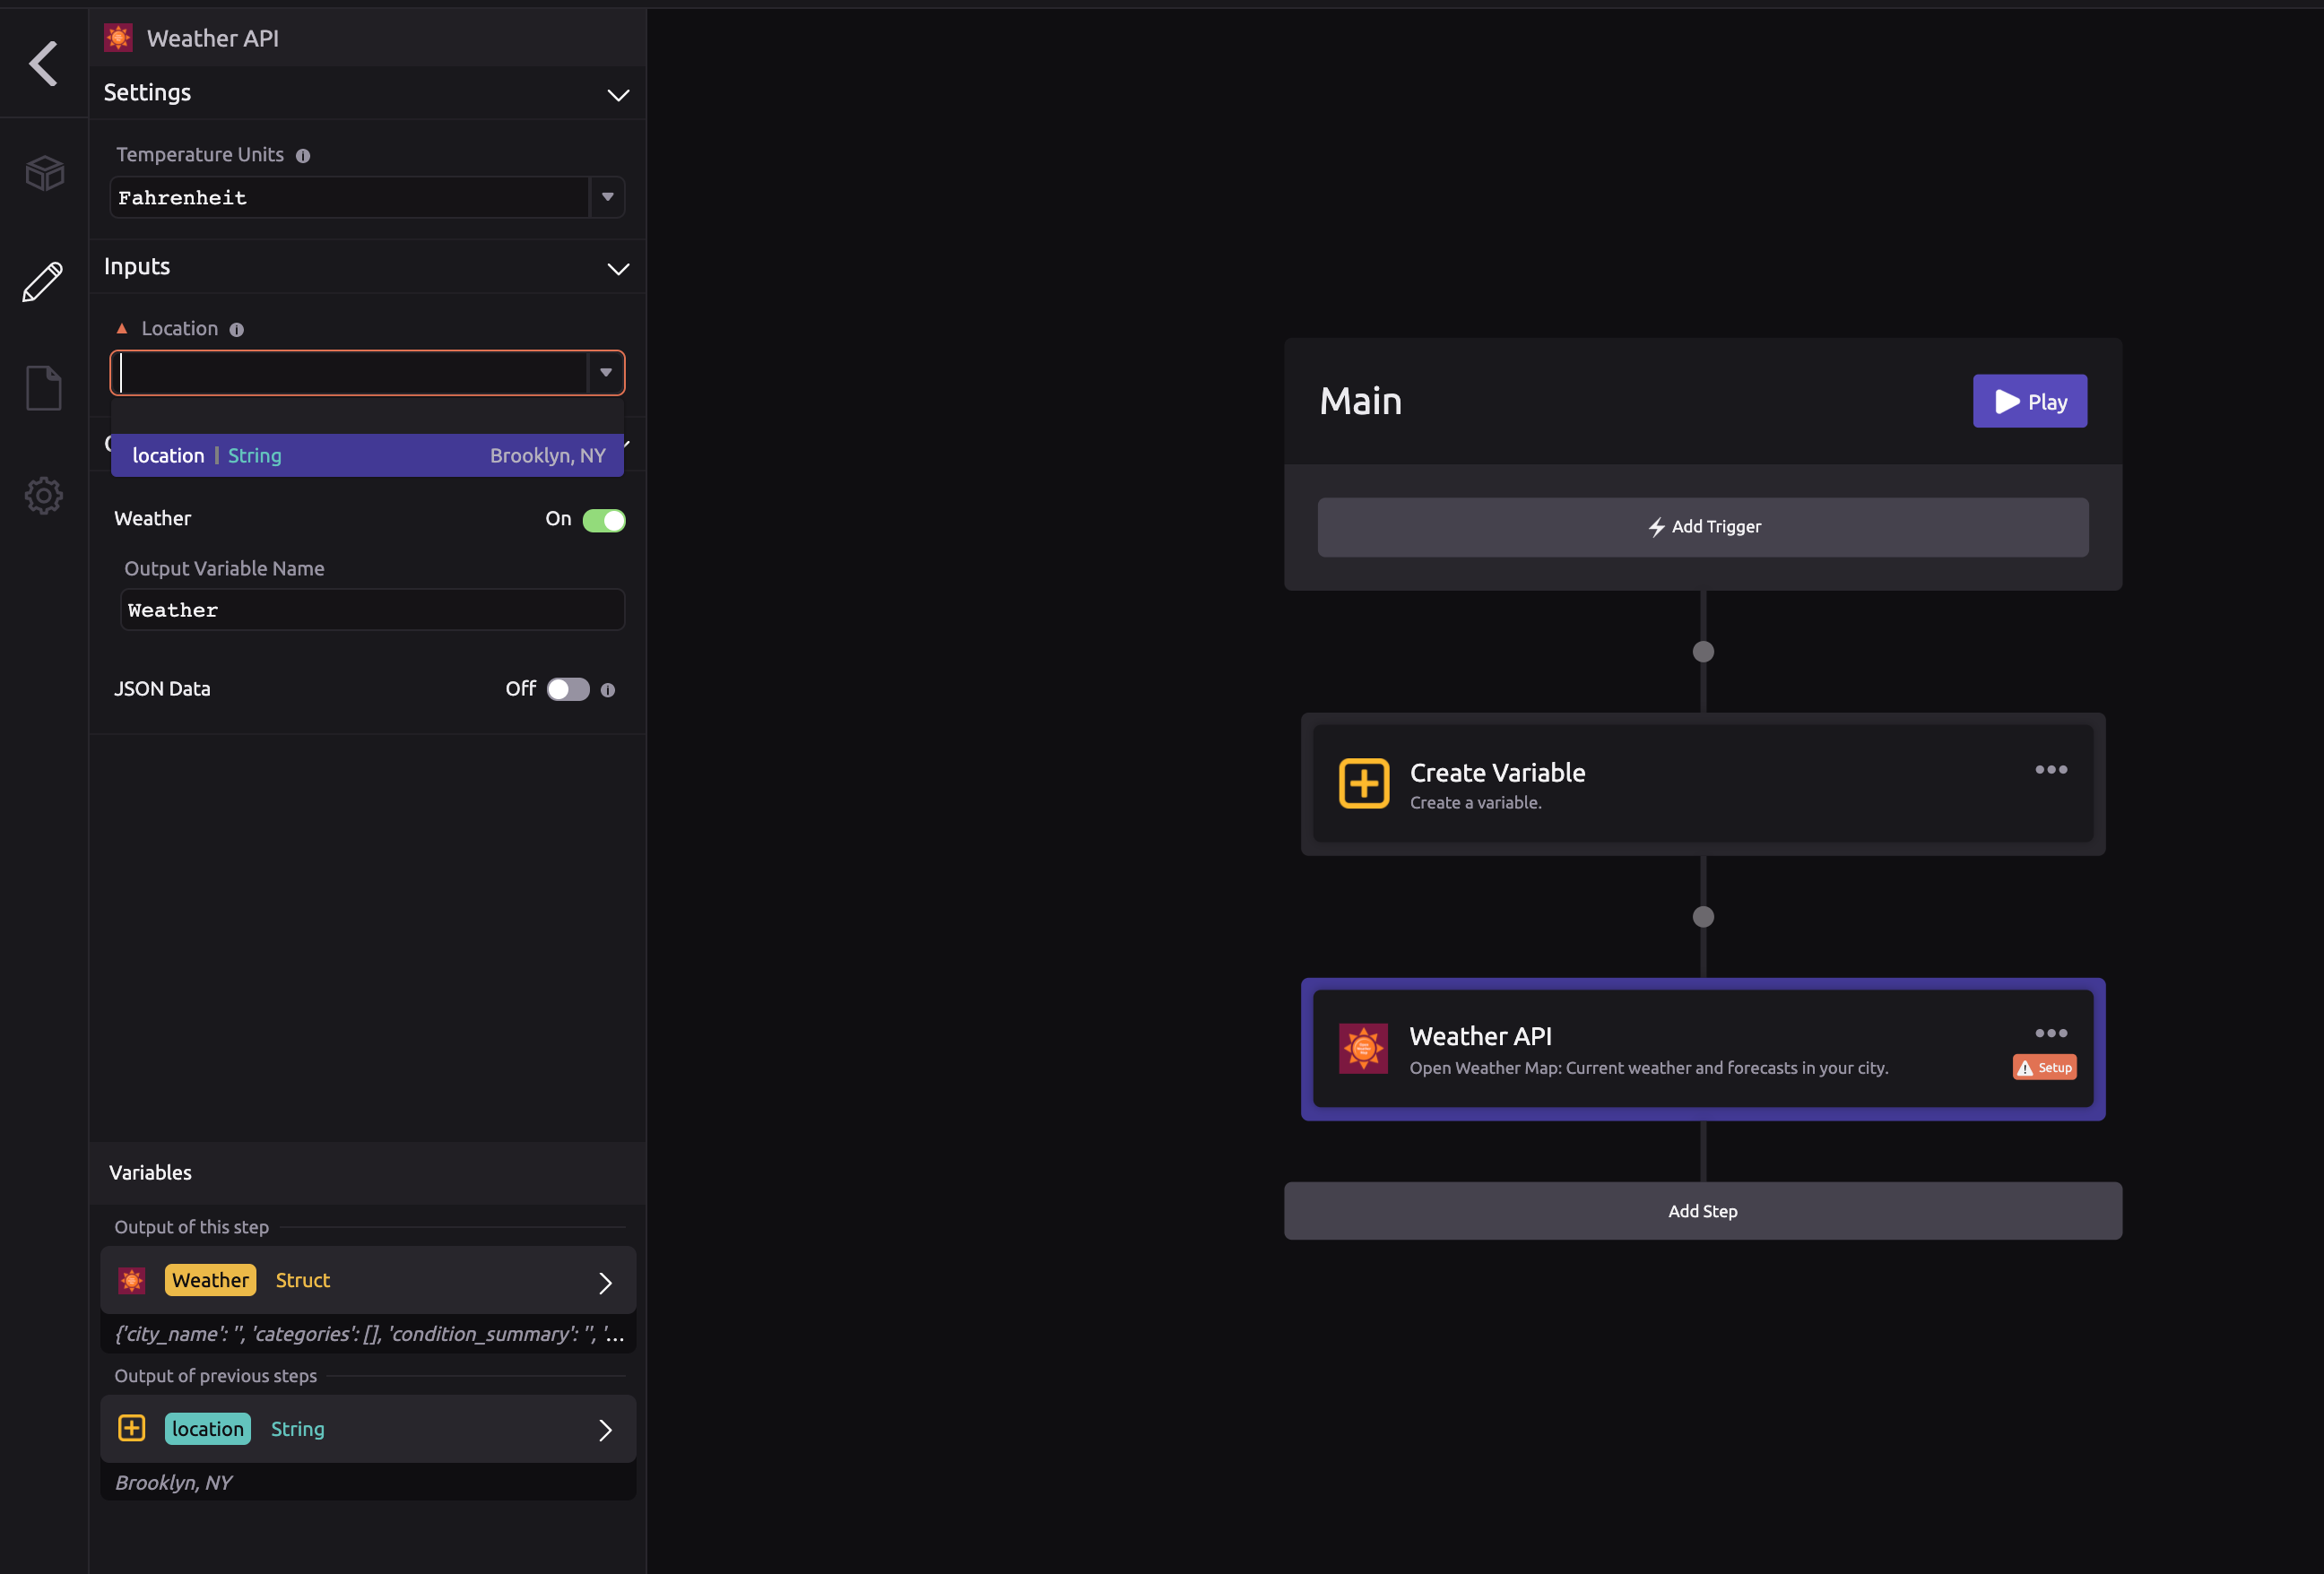 Weather API
Settings
Temperature Units
Fahrenheit
Inputs
Location
location | String Brooklyn, NY
Weather On
Output Variable Name
Weather
JSON Data Off
Variables
Output of this step
Weather Struct
{'city_name': '', 'categories': [], 'condition_summary': '', '...
Output of previous steps
location String
Brooklyn, NY
Main
Play
Add Trigger
Create Variable
Create a variable.
Weather API
Open Weather Map: Current weather and forecasts in your city.
Setup
Add Step